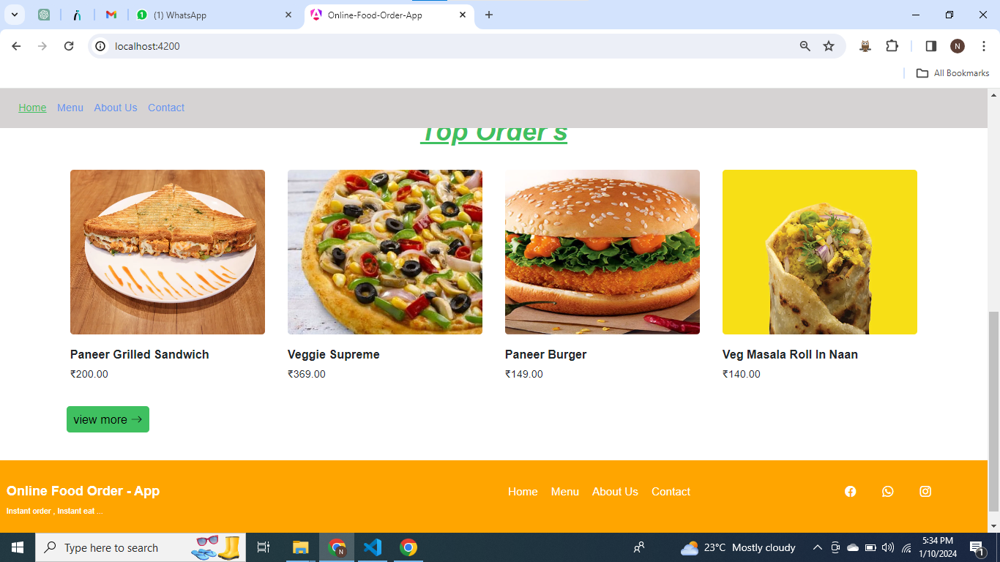 (1) WhatsApp
Online-Food-Order-App
localhost:4200
N
All Bookmarks
Home Menu About Us Contact
Top Order's
Paneer Grilled Sandwich Veggie Supreme Paneer Burger Veg Masala Roll In Naan
₹200.00 ₹369.00 ₹149.00 ₹140.00
view more →
Online Food Order - App
Home Menu About Us Contact
Instant order , Instant eat ...
Type here to search
N
23°C Mostly cloudy
5:34 PM
1/10/2024
1